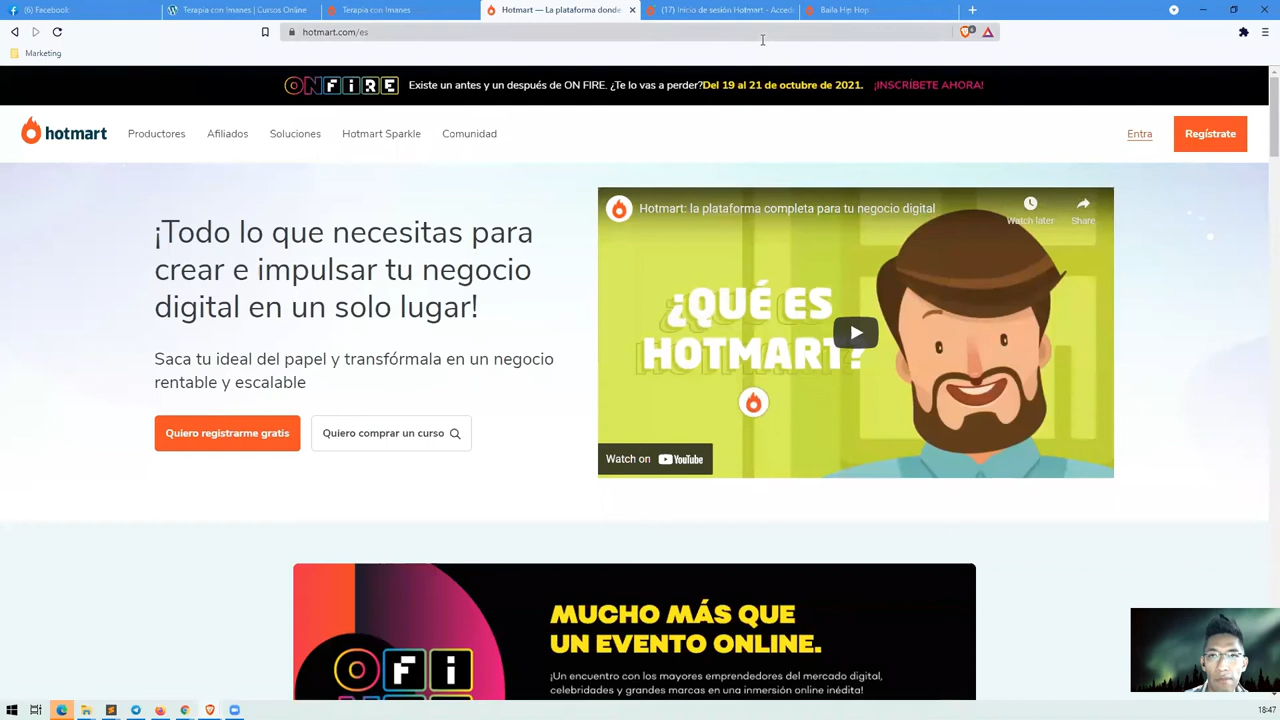 (6) Facebook
Terapia con Imanes | Cursos Online
Terapia con Imanes
Hotmart — La plataforma donde
(17) Inicio de sesión Hotmart - Acced
Baila Hip Hop
hotmart.com/es
Marketing
ONFIRE
Existe un antes y un después de ON FIRE. ¿Te lo vas a perder? Del 19 al 21 de octubre de 2021. ¡INSCRÍBETE AHORA!
hotmart
Productores
Afiliados
Soluciones
Hotmart Sparkle
Comunidad
Entra
Regístrate
¡Todo lo que necesitas para
crear e impulsar tu negocio
digital en un solo lugar!
Saca tu ideal del papel y transfórmala en un negocio
rentable y escalable
Quiero registrarme gratis
Quiero comprar un curso
Hotmart: la plataforma completa para tu negocio digital
Watch later
Share
¿QUÉ ES
HOTMART?
Watch on YouTube
MUCHO MÁS QUE
UN EVENTO ONLINE.
¡Un encuentro con los mayores emprendedores del mercado digital,
celebridades y grandes marcas en una inmersión online inédita!
OFI
18:47